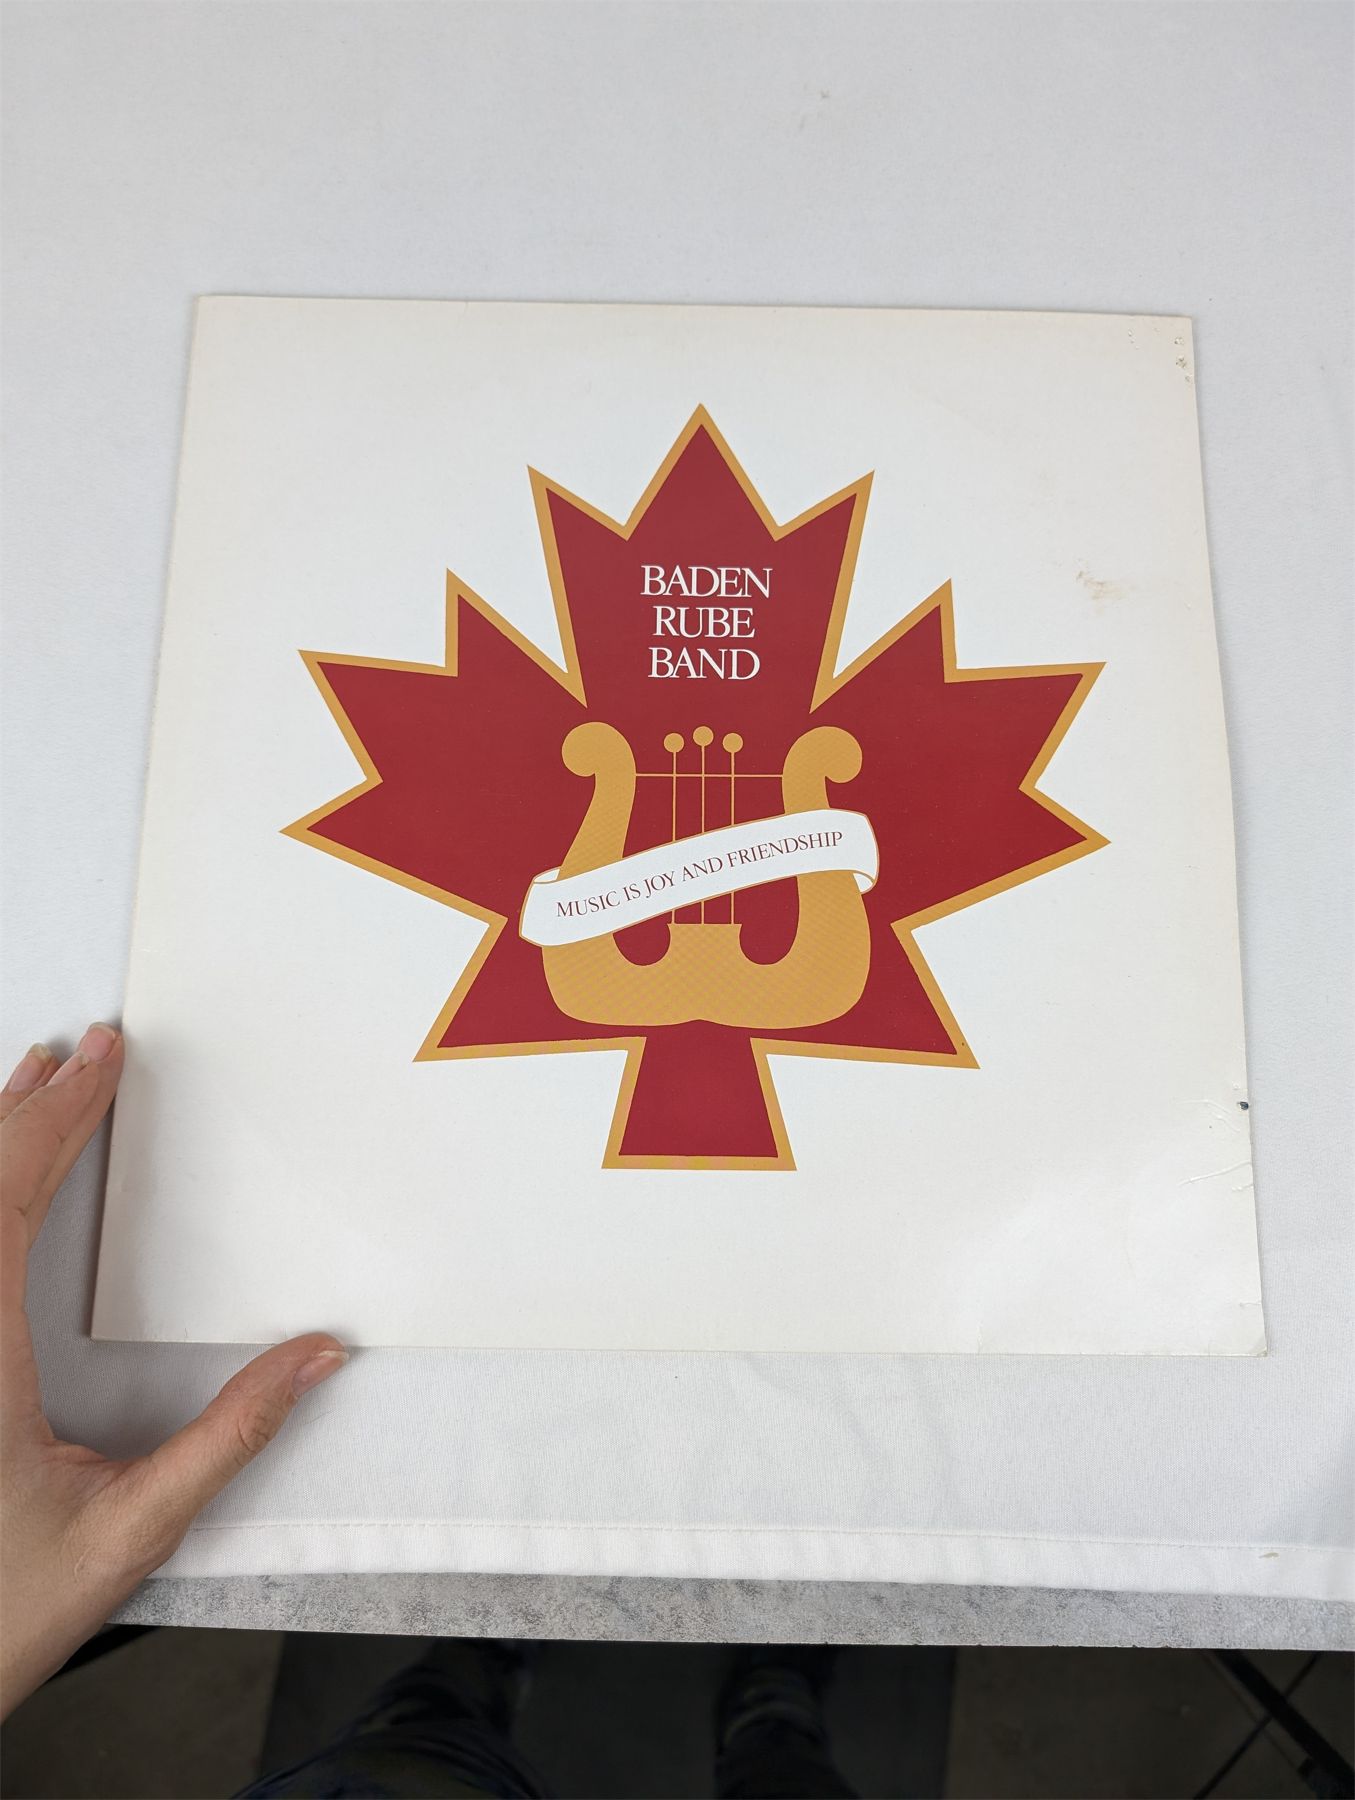 BADEN
RUBE
BAND
MUSIC IS JOY AND FRIENDSHIP